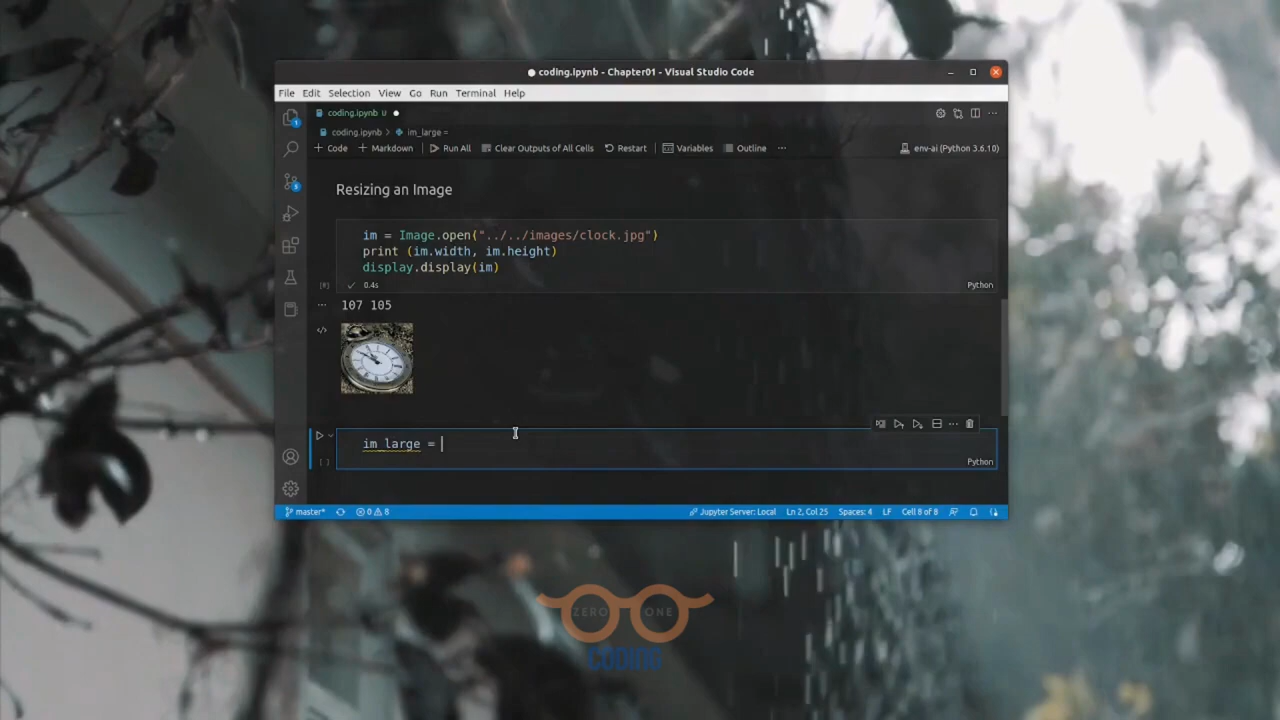 coding.ipynb - Chapter01 - Visual Studio Code
File Edit Selection View Go Run Terminal Help
coding.ipynb U
coding.ipynb > im_large =
+ Code + Markdown Run All Clear Outputs of All Cells Restart Variables Outline ... env-ai (Python 3.6.10)
Resizing an Image
im = Image.open("../../images/clock.jpg")
print (im.width, im.height)
display.display(im)
0.4s
Python
107 105
im_large =
[ ]
Python
master* 0 8 Jupyter Server: Local Ln 2, Col 25 Spaces: 4 LF Cell 8 of 8
ZERO ONE
CODING